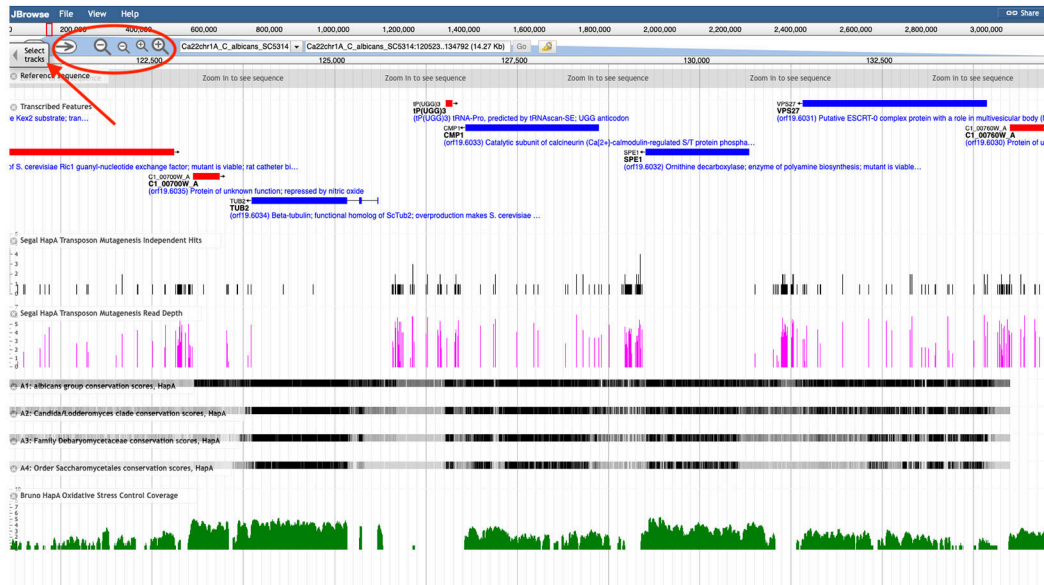 JBrowse File View Help Share
0 200,000 400,000 600,000 800,000 1,000,000 1,200,000 1,400,000 1,600,000 1,800,000 2,000,000 2,200,000 2,400,000 2,600,000 2,800,000 3,000,000
Select tracks Ca22chr1A_C_albicans_SC5314 Ca22chr1A_C_albicans_SC5314:120523..134792 (14.27 Kb) Go
122,500 125,000 127,500 130,000 132,500
Reference sequence Zoom in to see sequence Zoom in to see sequence Zoom in to see sequence Zoom in to see sequence Zoom in to see sequence
Transcribed Features
e Kex2 substrate; tran…
tP(UGG)3
tP(UGG)3
(tP(UGG)3) tRNA-Pro, predicted by tRNAscan-SE; UGG anticodon
VPS27
VPS27
(orf19.6031) Putative ESCRT-0 complex protein with a role in multivesicular body (
CMP1
CMP1
(orf19.6033) Catalytic subunit of calcineurin (Ca[2+]-calmodulin-regulated S/T protein phospha…
C1_00760W_A
C1_00760W_A
(orf19.6030) Protein of u
of S. cerevisiae Ric1 guanyl-nucleotide exchange factor; mutant is viable; rat catheter bi…
SPE1
SPE1
(orf19.6032) Ornithine decarboxylase; enzyme of polyamine biosynthesis; mutant is viable…
C1_00700W_A
C1_00700W_A
(orf19.6035) Protein of unknown function; repressed by nitric oxide
TUB2
TUB2
(orf19.6034) Beta-tubulin; functional homolog of ScTub2; overproduction makes S. cerevisiae …
Segal HapA Transposon Mutagenesis Independent Hits
4
3
2
1
Segal HapA Transposon Mutagenesis Read Depth
5
4
3
2
1
0
A1: albicans group conservation scores, HapA
A2: Candida/Lodderomyces clade conservation scores, HapA
A3: Family Debaryomycetaceae conservation scores, HapA
A4: Order Saccharomycetales conservation scores, HapA
Bruno HapA Oxidative Stress Control Coverage